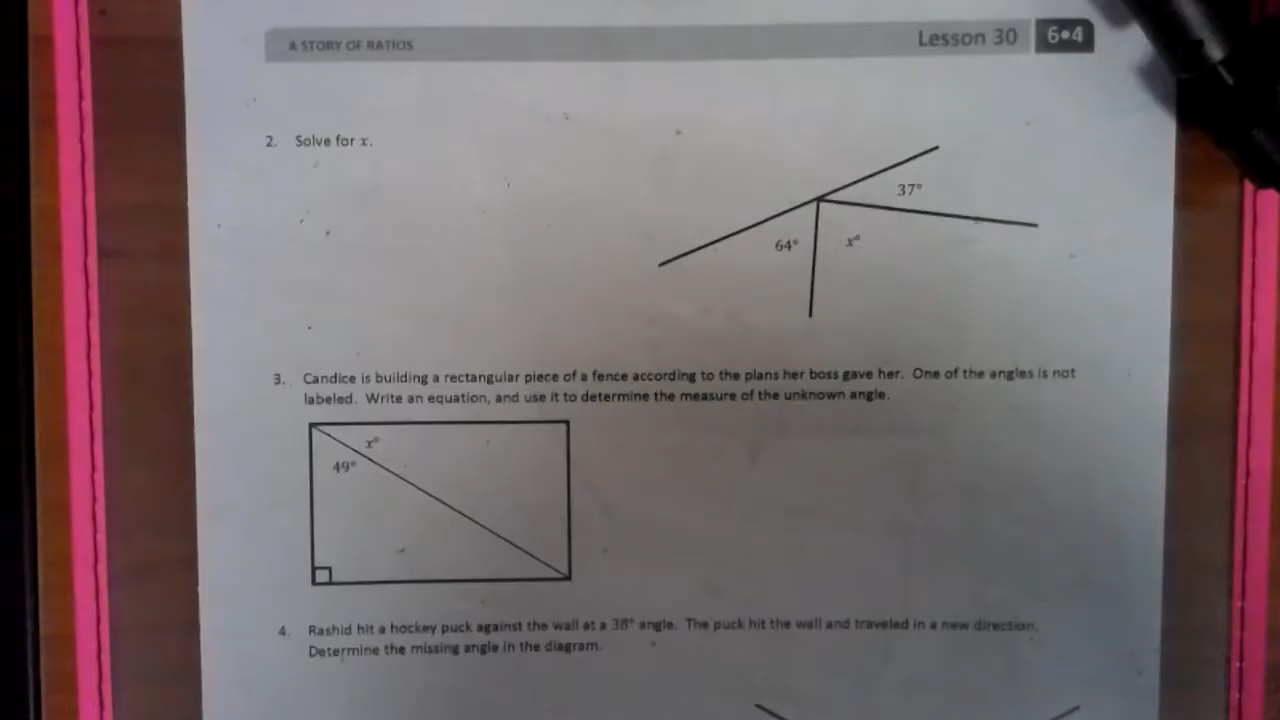 A STORY OF RATIOS
Lesson 30
6•4
2. Solve for x.
37°
64°
x°
3. Candice is building a rectangular piece of a fence according to the plans her boss gave her. One of the angles is not
labeled. Write an equation, and use it to determine the measure of the unknown angle.
x°
49°
4. Rashid hit a hockey puck against the wall at a 38° angle. The puck hit the wall and traveled in a new direction.
Determine the missing angle in the diagram.